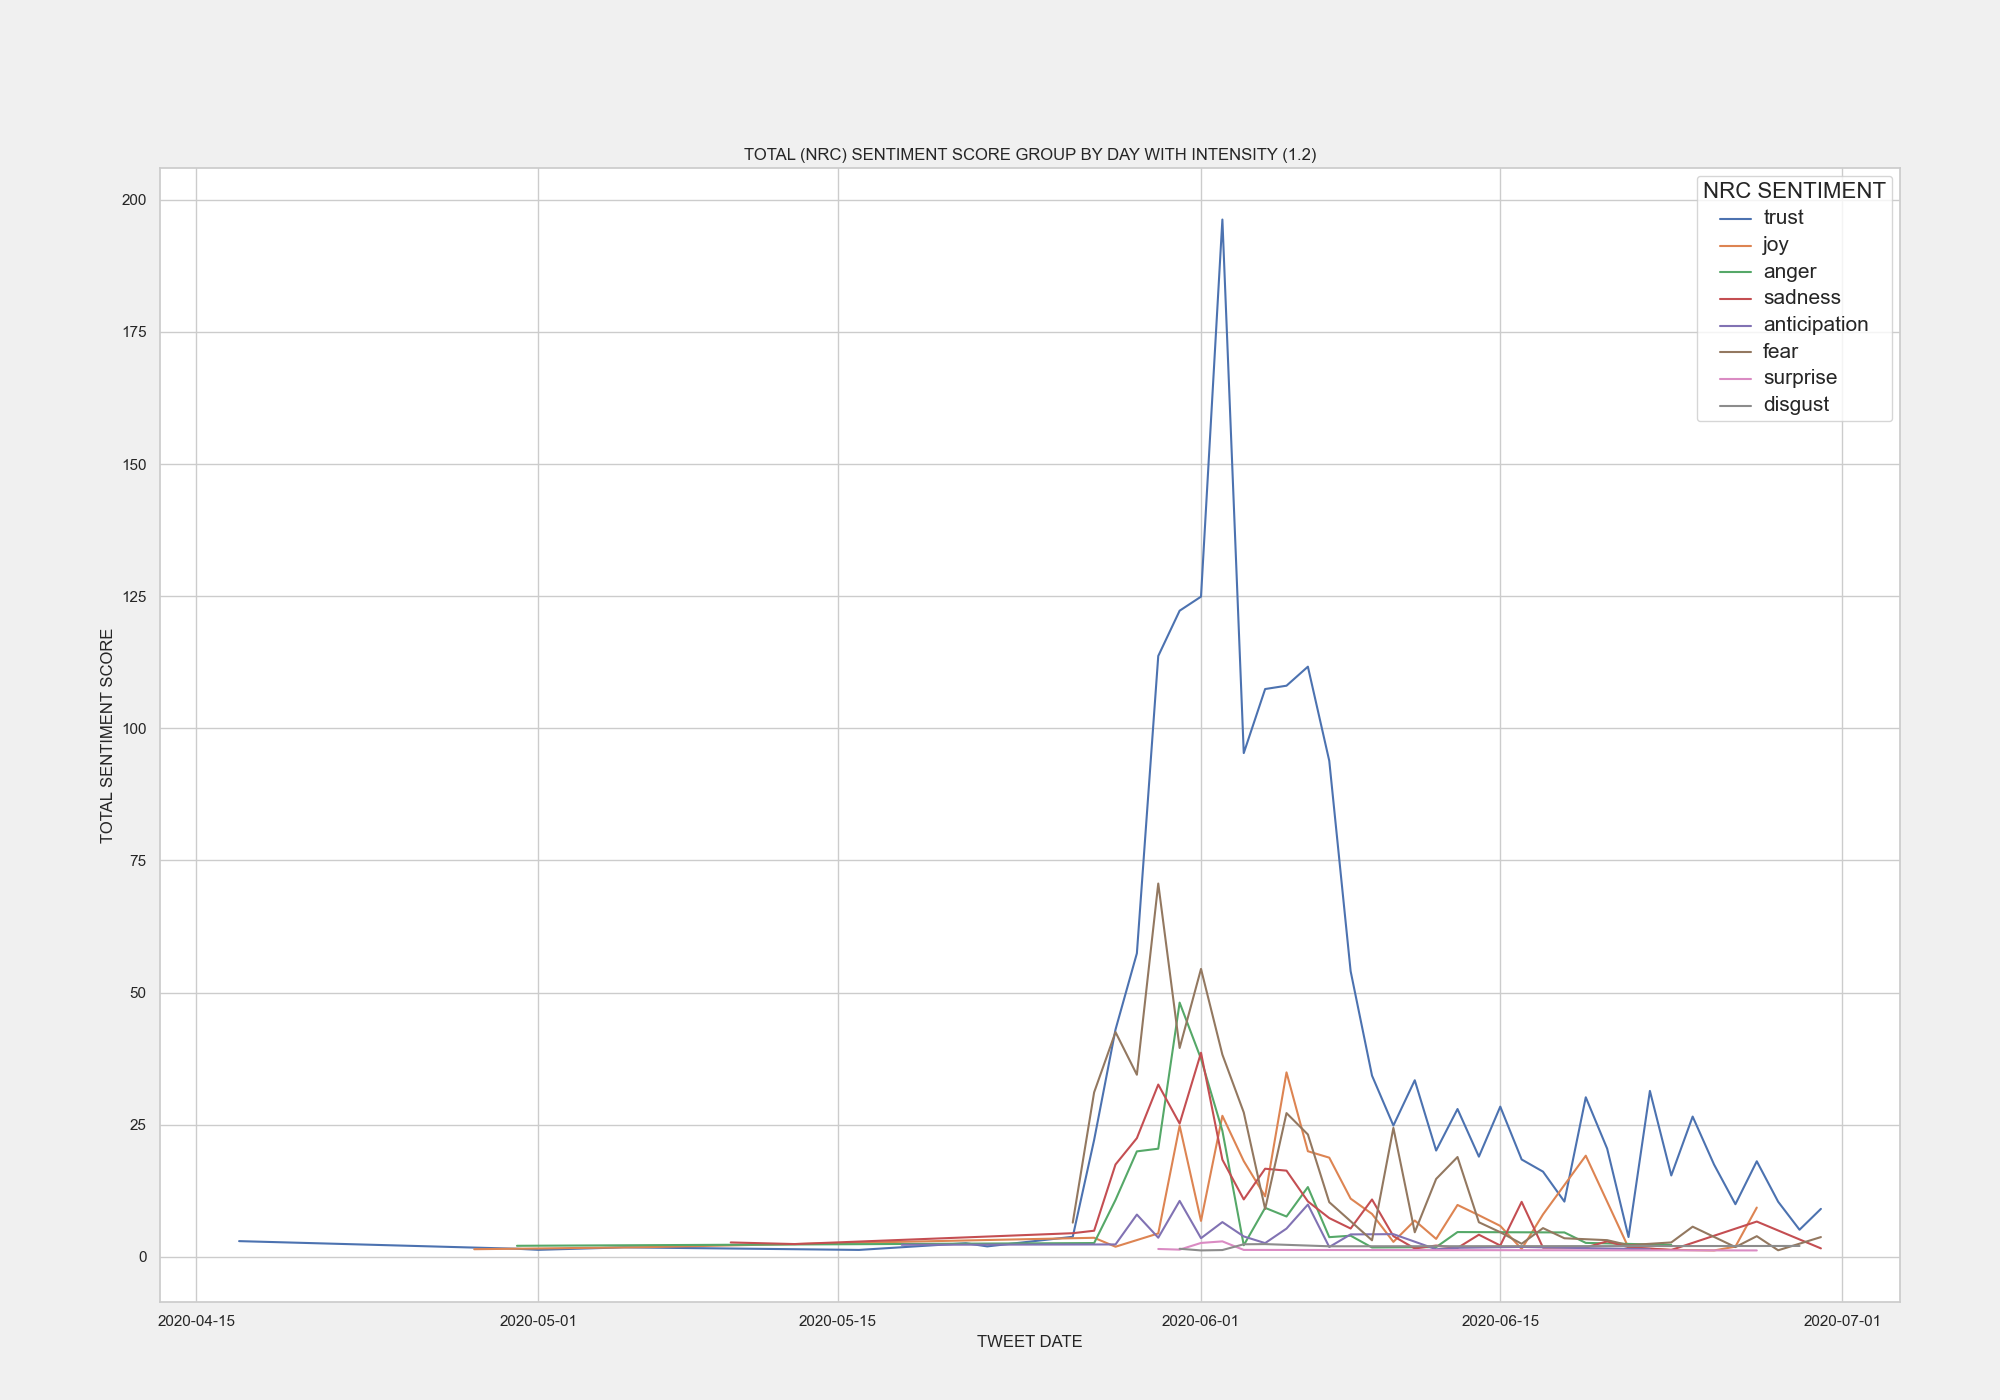 TOTAL (NRC) SENTIMENT SCORE GROUP BY DAY WITH INTENSITY (1.2)
NRC SENTIMENT
trust
joy
anger
sadness
anticipation
fear
surprise
disgust
TOTAL SENTIMENT SCORE
200
175
150
125
100
75
50
25
0
2020-04-15
2020-05-01
2020-05-15
2020-06-01
2020-06-15
2020-07-01
TWEET DATE